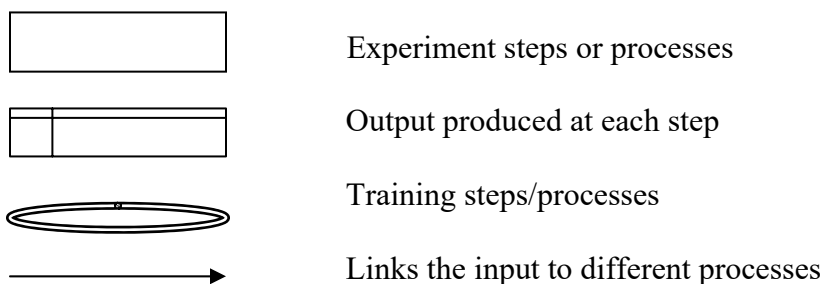 Experiment steps or processes
Output produced at each step
Training steps/processes
Links the input to different processes